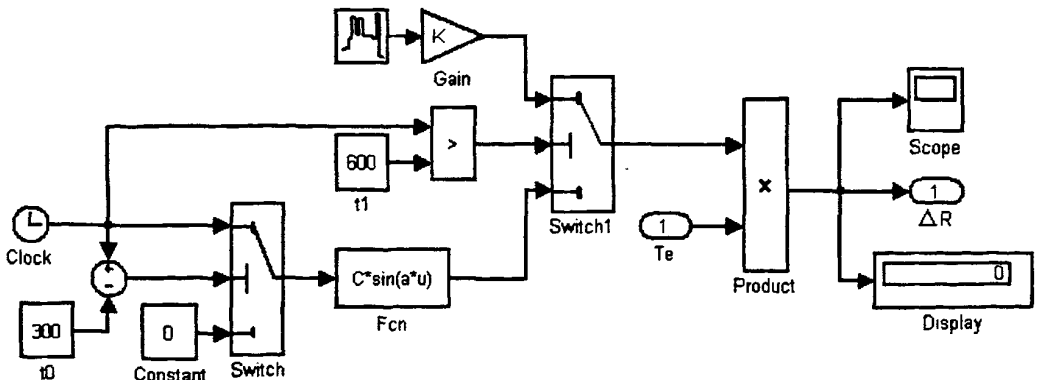 K
Gain
>
600
t1
Switch1
x
Product
Scope
1
ΔR
0
Display
1
Te
Clock
+
-
300
t0
0
Constant
Switch
C*sin(a*u)
Fcn